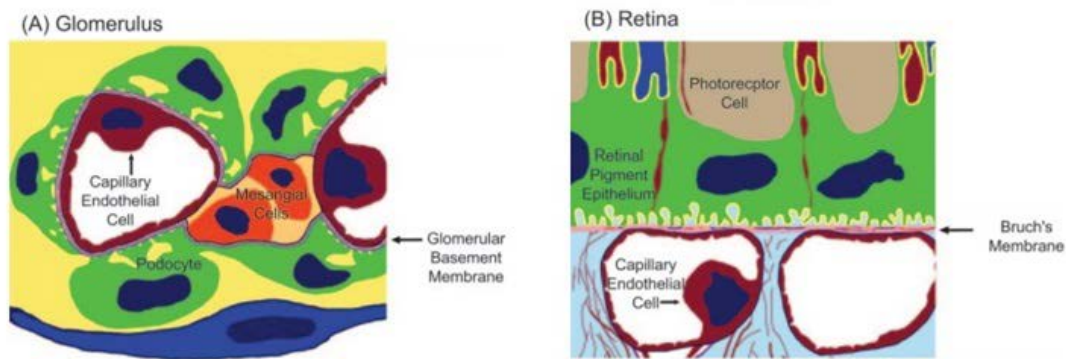 (A) Glomerulus
Capillary
Endothelial
Cell
Mesangial
Cells
Podocyte
Glomerular
Basement
Membrane
(B) Retina
Photorecptor
Cell
Retinal
Pigment
Epithelium
Bruch's
Membrane
Capillary
Endothelial
Cell